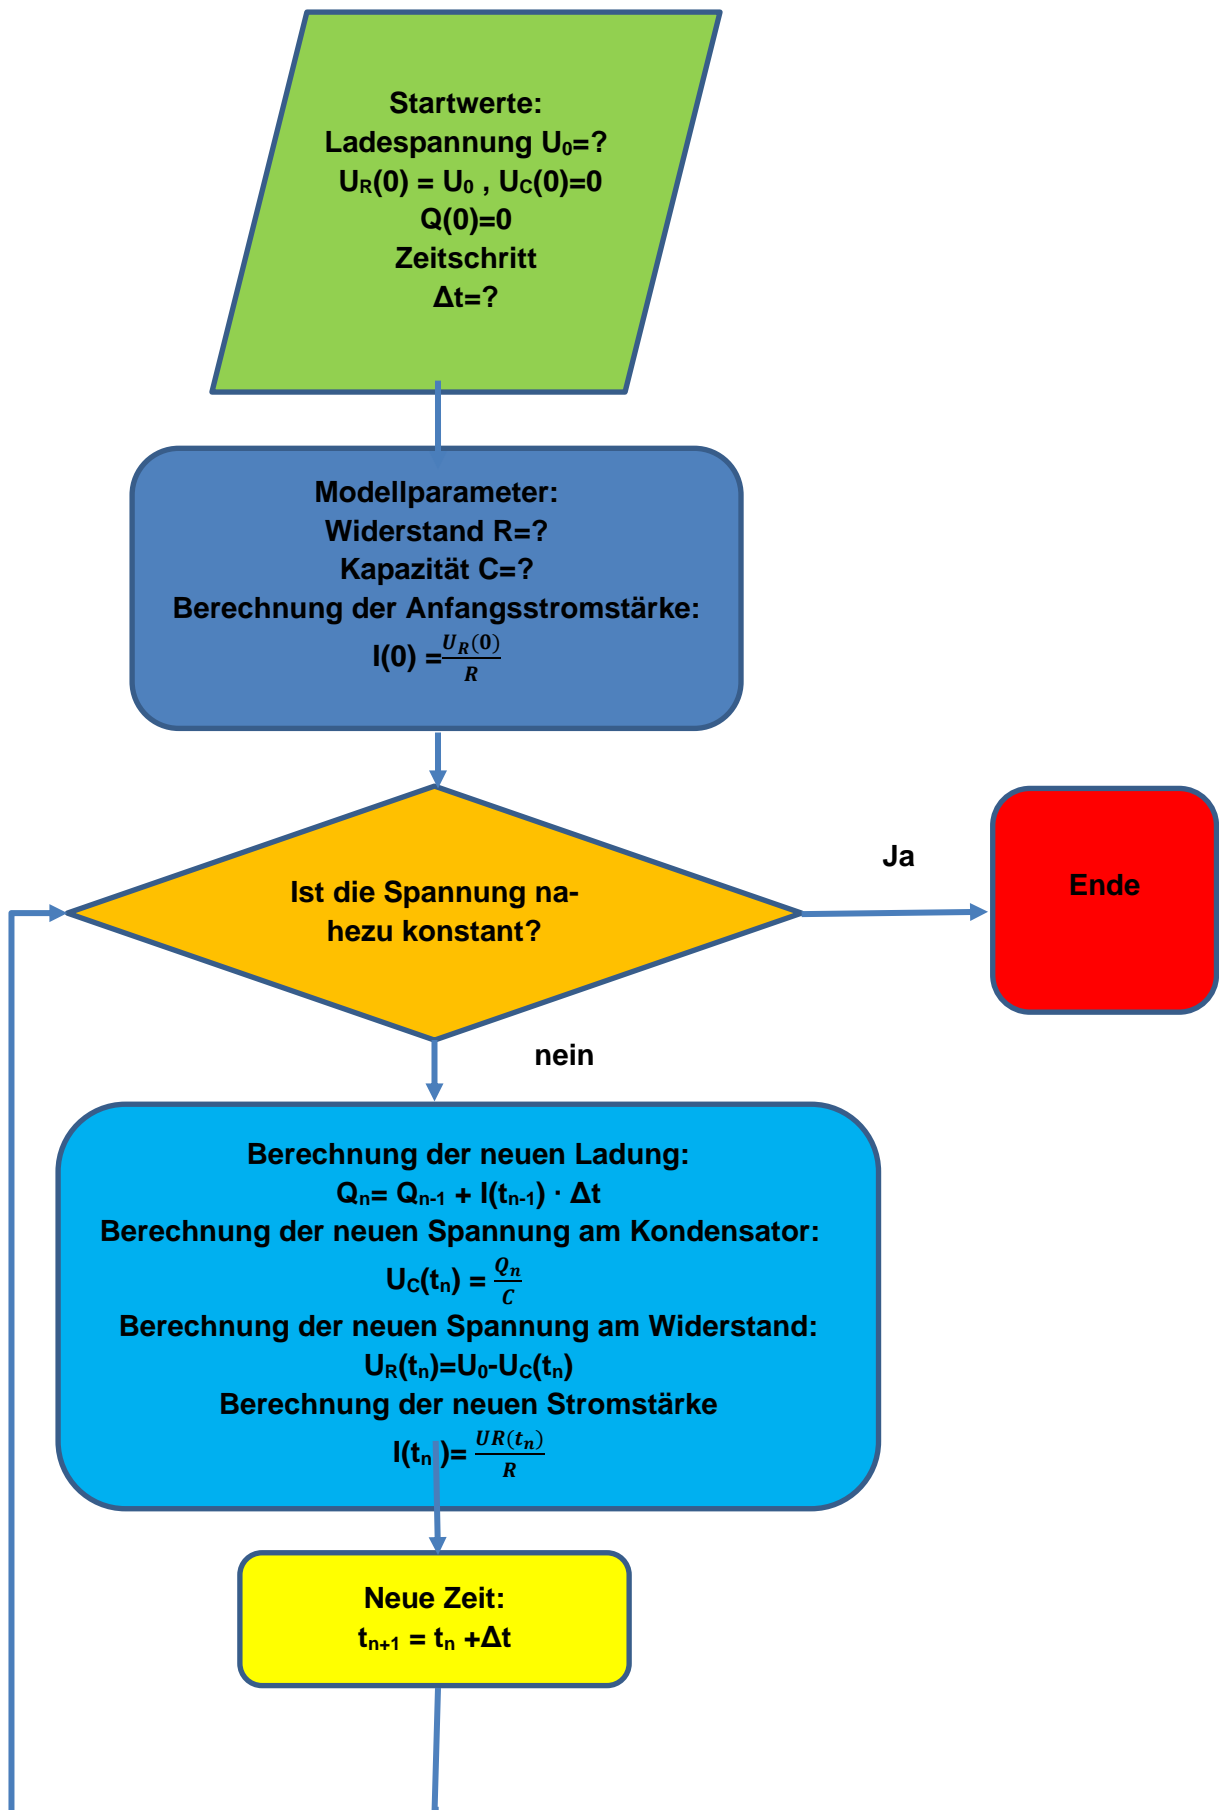 Startwerte:
Ladespannung U₀=?
U_R(0) = U₀ , U_C(0)=0
Q(0)=0
Zeitschritt
Δt=?
Modellparameter:
Widerstand R=?
Kapazität C=?
Berechnung der Anfangsstromstärke:
I(0) =U_R(0)/R
Ist die Spannung na-
hezu konstant?
Ja
Ende
nein
Berechnung der neuen Ladung:
Qₙ= Qₙ₋₁ + I(tₙ₋₁) · Δt
Berechnung der neuen Spannung am Kondensator:
U_C(tₙ) = Qₙ/C
Berechnung der neuen Spannung am Widerstand:
U_R(tₙ)=U₀-U_C(tₙ)
Berechnung der neuen Stromstärke
I(tₙ)= UR(tₙ)/R
Neue Zeit:
tₙ₊₁ = tₙ +Δt